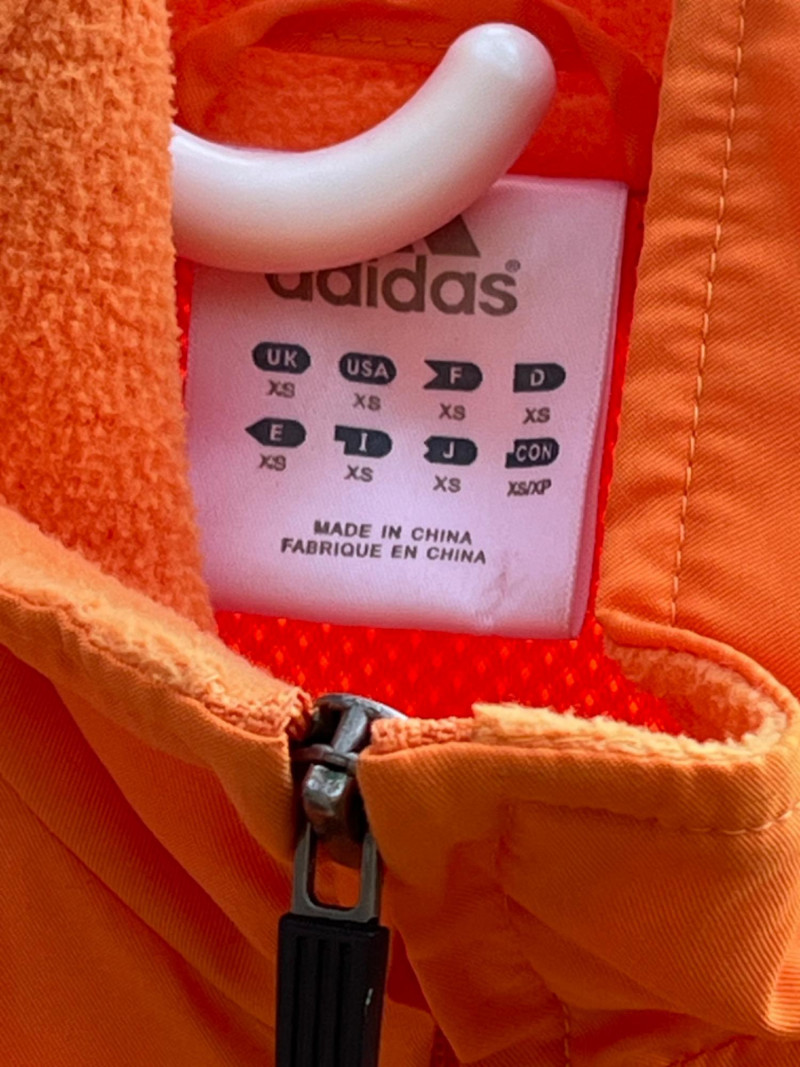 adidas®
UK USA F D
XS XS XS XS
E I J CON
XS XS XS XS/XP
MADE IN CHINA
FABRIQUE EN CHINA